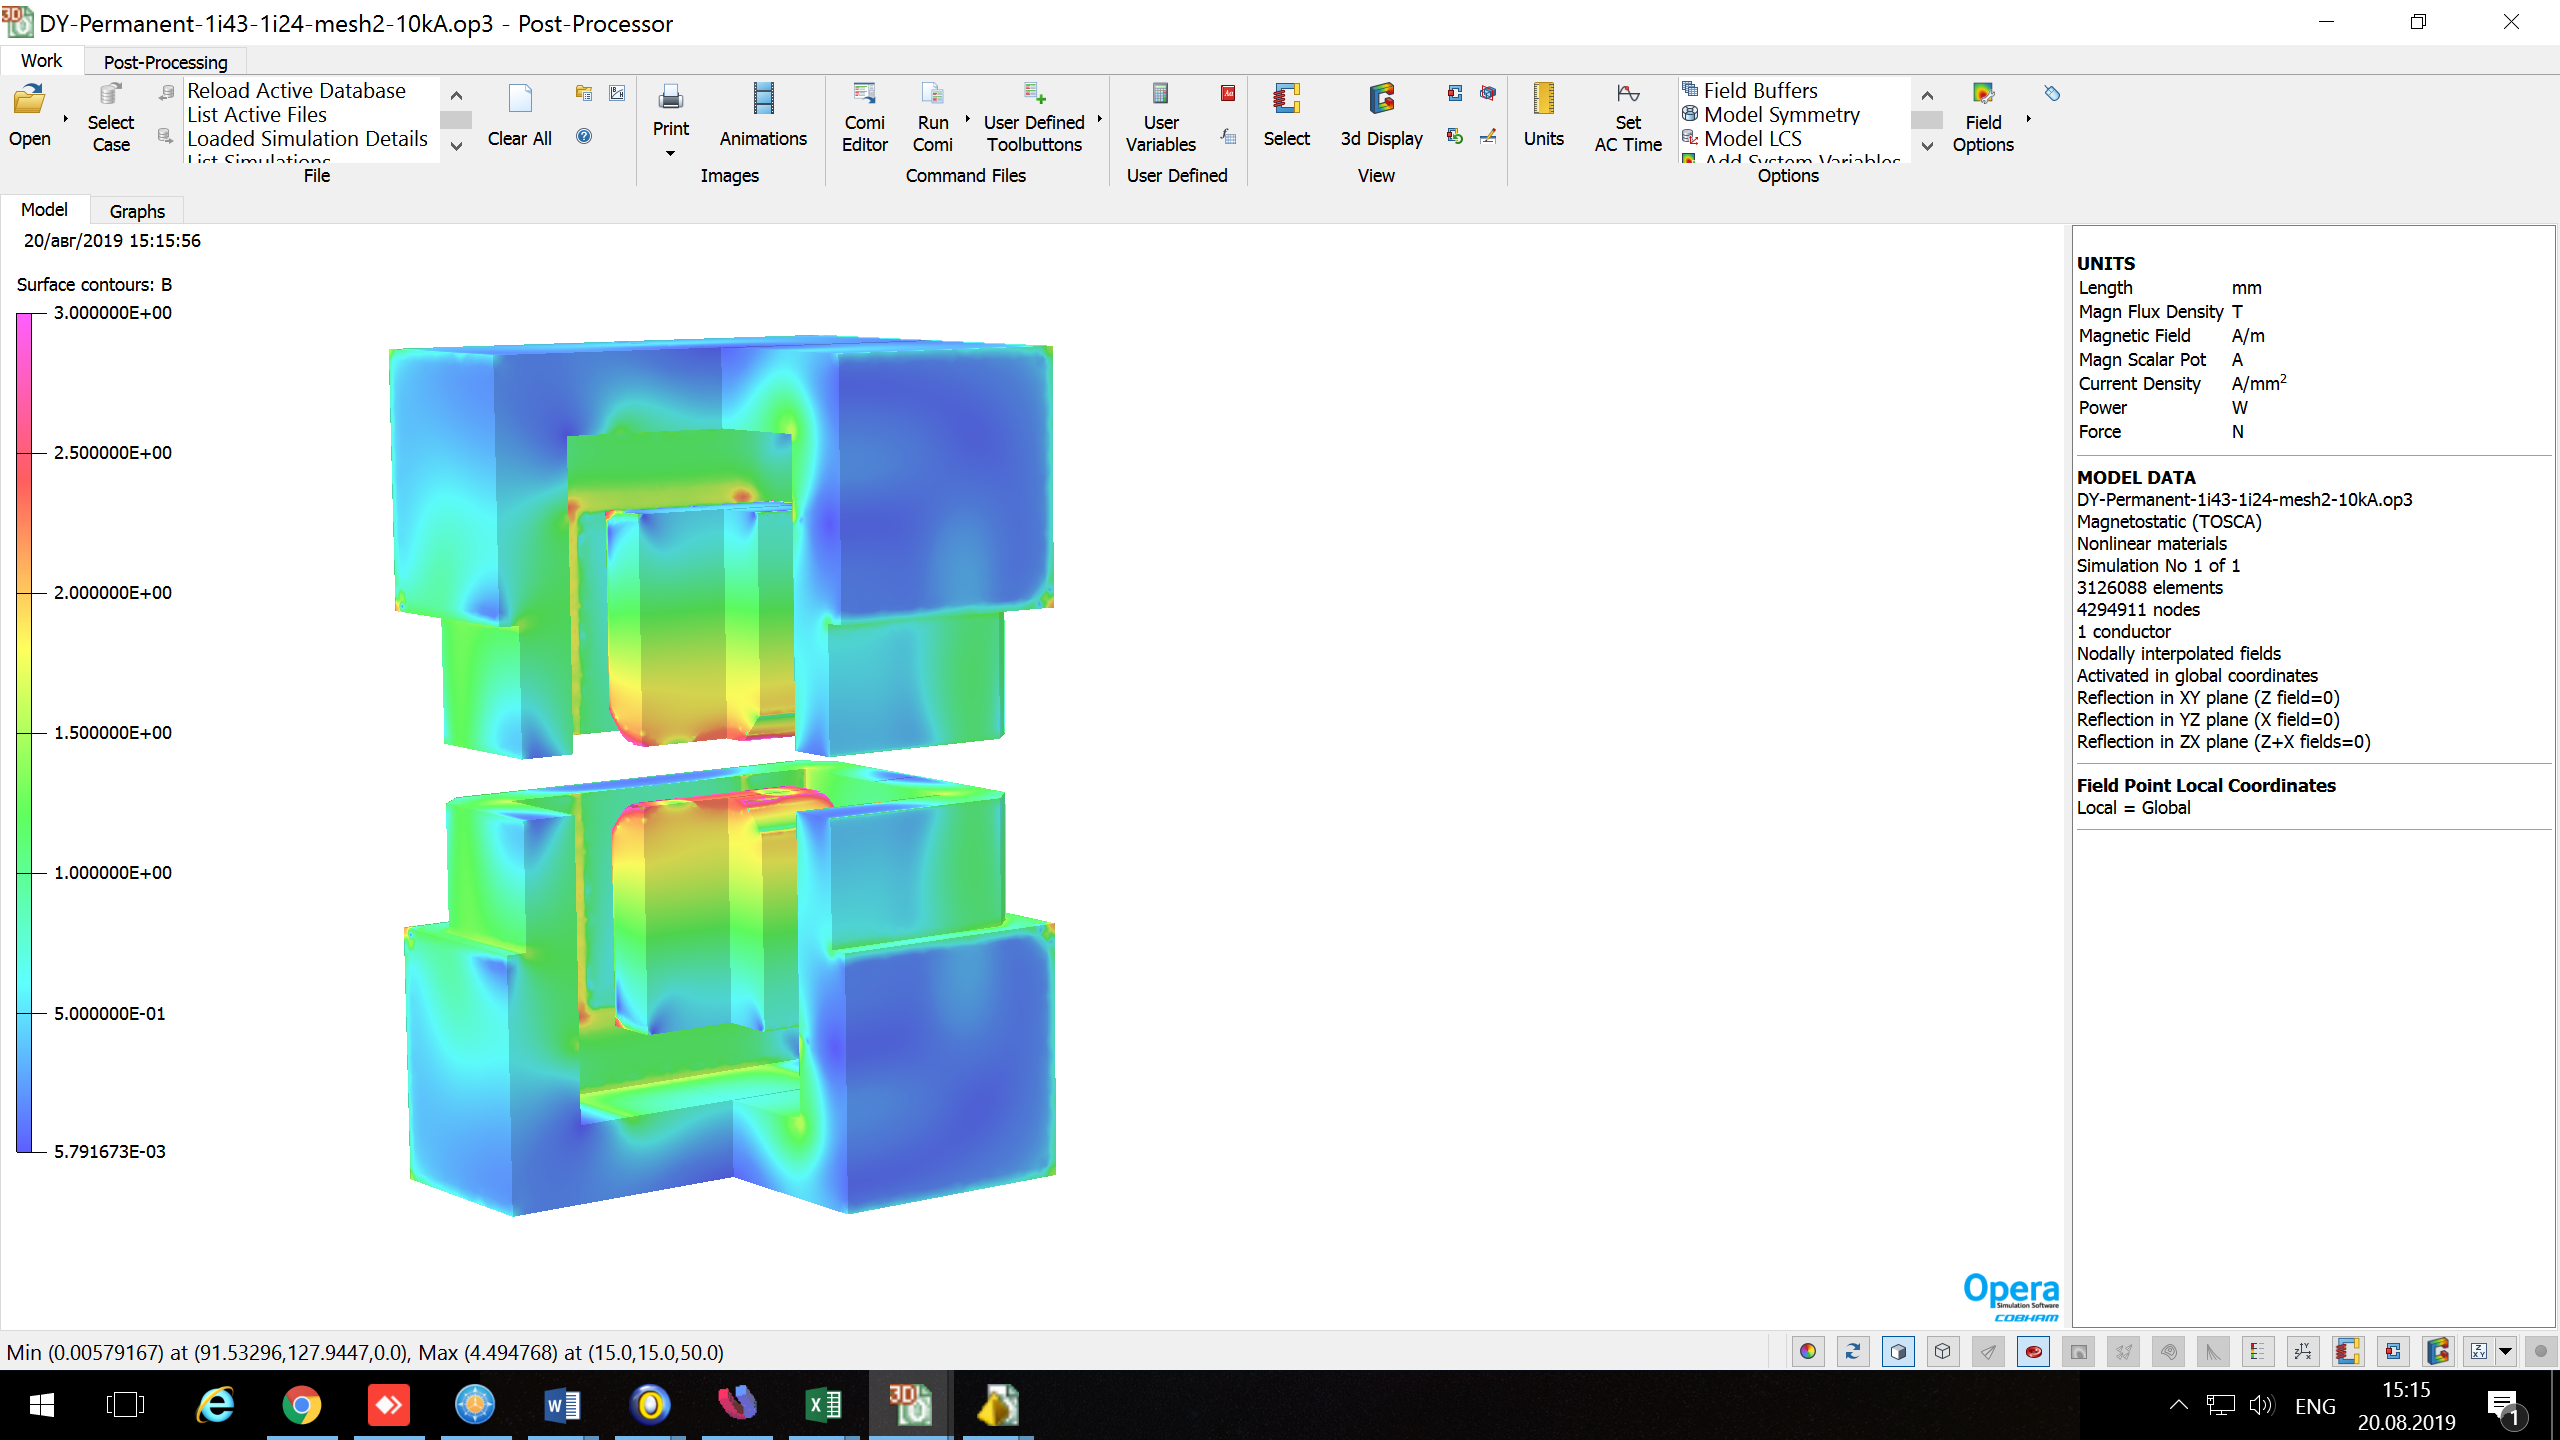 DY-Permanent-1i43-1i24-mesh2-10kA.op3 - Post-Processor
Work
Post-Processing
Open
Select
Case
Reload Active Database
List Active Files
Loaded Simulation Details
List Simulations
Clear All
File
Print
Animations
Images
Comi
Editor
Run
Comi
User Defined
Toolbuttons
Command Files
User
Variables
User Defined
Select
3d Display
View
Units
Set
AC Time
Field Buffers
Model Symmetry
Model LCS
Add System Variables
Options
Field
Options
Model
Graphs
20/авг/2019 15:15:56
Surface contours: B
3.000000E+00
2.500000E+00
2.000000E+00
1.500000E+00
1.000000E+00
5.000000E-01
5.791673E-03
UNITS
Length mm
Magn Flux Density T
Magnetic Field A/m
Magn Scalar Pot A
Current Density A/mm²
Power W
Force N
MODEL DATA
DY-Permanent-1i43-1i24-mesh2-10kA.op3
Magnetostatic (TOSCA)
Nonlinear materials
Simulation No 1 of 1
3126088 elements
4294911 nodes
1 conductor
Nodally interpolated fields
Activated in global coordinates
Reflection in XY plane (Z field=0)
Reflection in YZ plane (X field=0)
Reflection in ZX plane (Z+X fields=0)
Field Point Local Coordinates
Local = Global
Opera
Simulation Software
COBHAM
Min (0.00579167) at (91.53296,127.9447,0.0), Max (4.494768) at (15.0,15.0,50.0)
ENG
15:15
20.08.2019
1